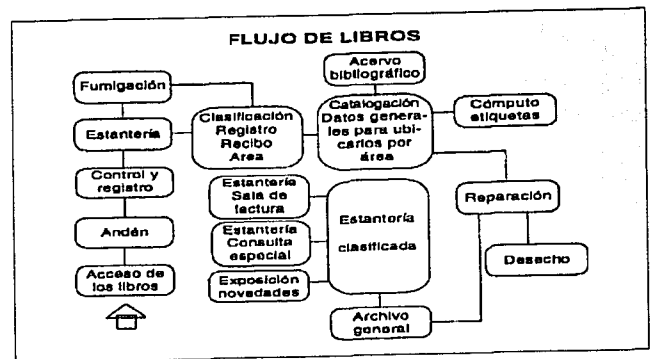 FLUJO DE LIBROS
Acervo
bibliográfico
Fumigación
Clasificación
Registro
Recibo
Area
Catalogación
Datos genera-
les para ubi-
carlos por
área
Cómputo
etiquetas
Estantería
Control y
registro
Estantería
Sala de
lectura
Estantería
clasificada
Reparación
Andén
Estantería
Consulta
especial
Desecho
Acceso de
los libros
Exposición
novedades
Archivo
general